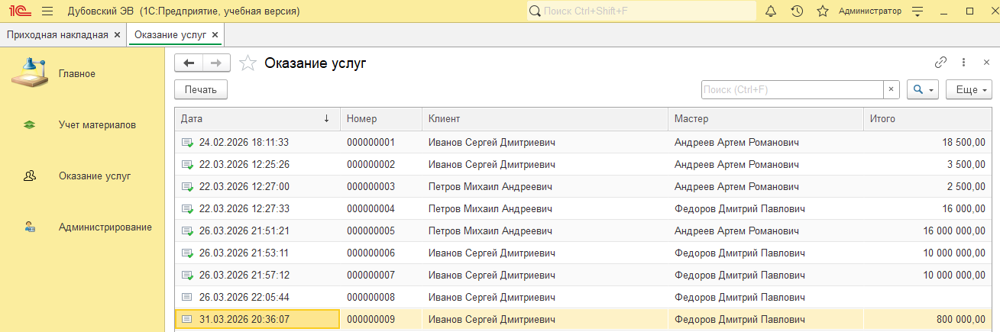 1С Дубовский ЭВ (1С:Предприятие, учебная версия) Поиск Ctrl+Shift+F Администратор
Приходная накладная × Оказание услуг ×
Главное
Учет материалов
Оказание услуг
Администрирование
Оказание услуг
Печать Поиск (Ctrl+F) × Еще
Дата Номер Клиент Мастер Итого
24.02.2026 18:11:33 000000001 Иванов Сергей Дмитриевич Андреев Артем Романович 18 500,00
22.03.2026 12:25:26 000000002 Иванов Сергей Дмитриевич Андреев Артем Романович 3 500,00
22.03.2026 12:27:00 000000003 Петров Михаил Андреевич Андреев Артем Романович 2 500,00
22.03.2026 12:27:33 000000004 Петров Михаил Андреевич Федоров Дмитрий Павлович 16 000,00
26.03.2026 21:51:21 000000005 Петров Михаил Андреевич Андреев Артем Романович 16 000 000,00
26.03.2026 21:53:11 000000006 Иванов Сергей Дмитриевич Федоров Дмитрий Павлович 10 000 000,00
26.03.2026 21:57:12 000000007 Иванов Сергей Дмитриевич Федоров Дмитрий Павлович 10 000 000,00
26.03.2026 22:05:44 000000008 Иванов Сергей Дмитриевич Федоров Дмитрий Павлович
31.03.2026 20:36:07 000000009 Иванов Сергей Дмитриевич Федоров Дмитрий Павлович 800 000,00